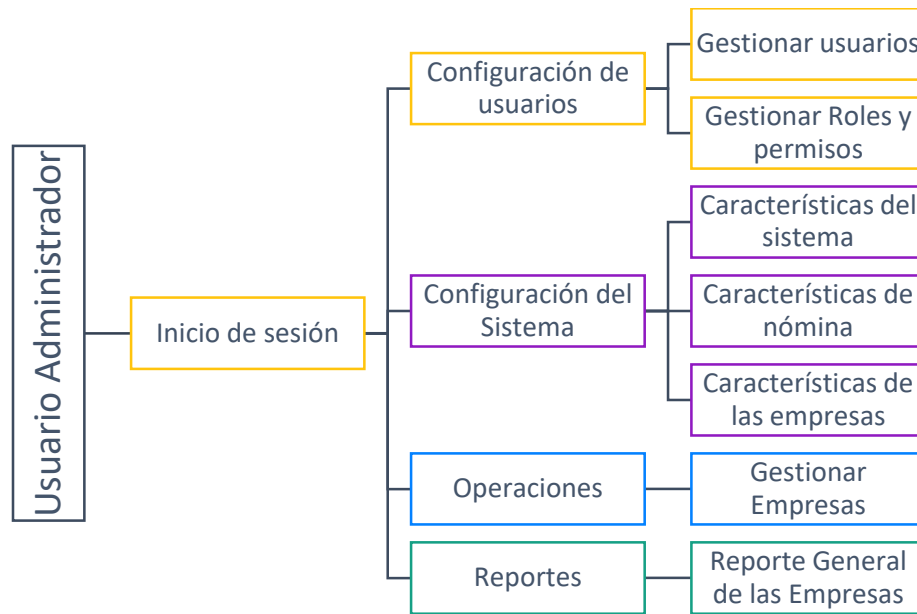 Usuario Administrador
Inicio de sesión
Configuración de
usuarios
Gestionar usuarios
Gestionar Roles y
permisos
Configuración del
Sistema
Características del
sistema
Características de
nómina
Características de
las empresas
Operaciones
Gestionar
Empresas
Reportes
Reporte General
de las Empresas